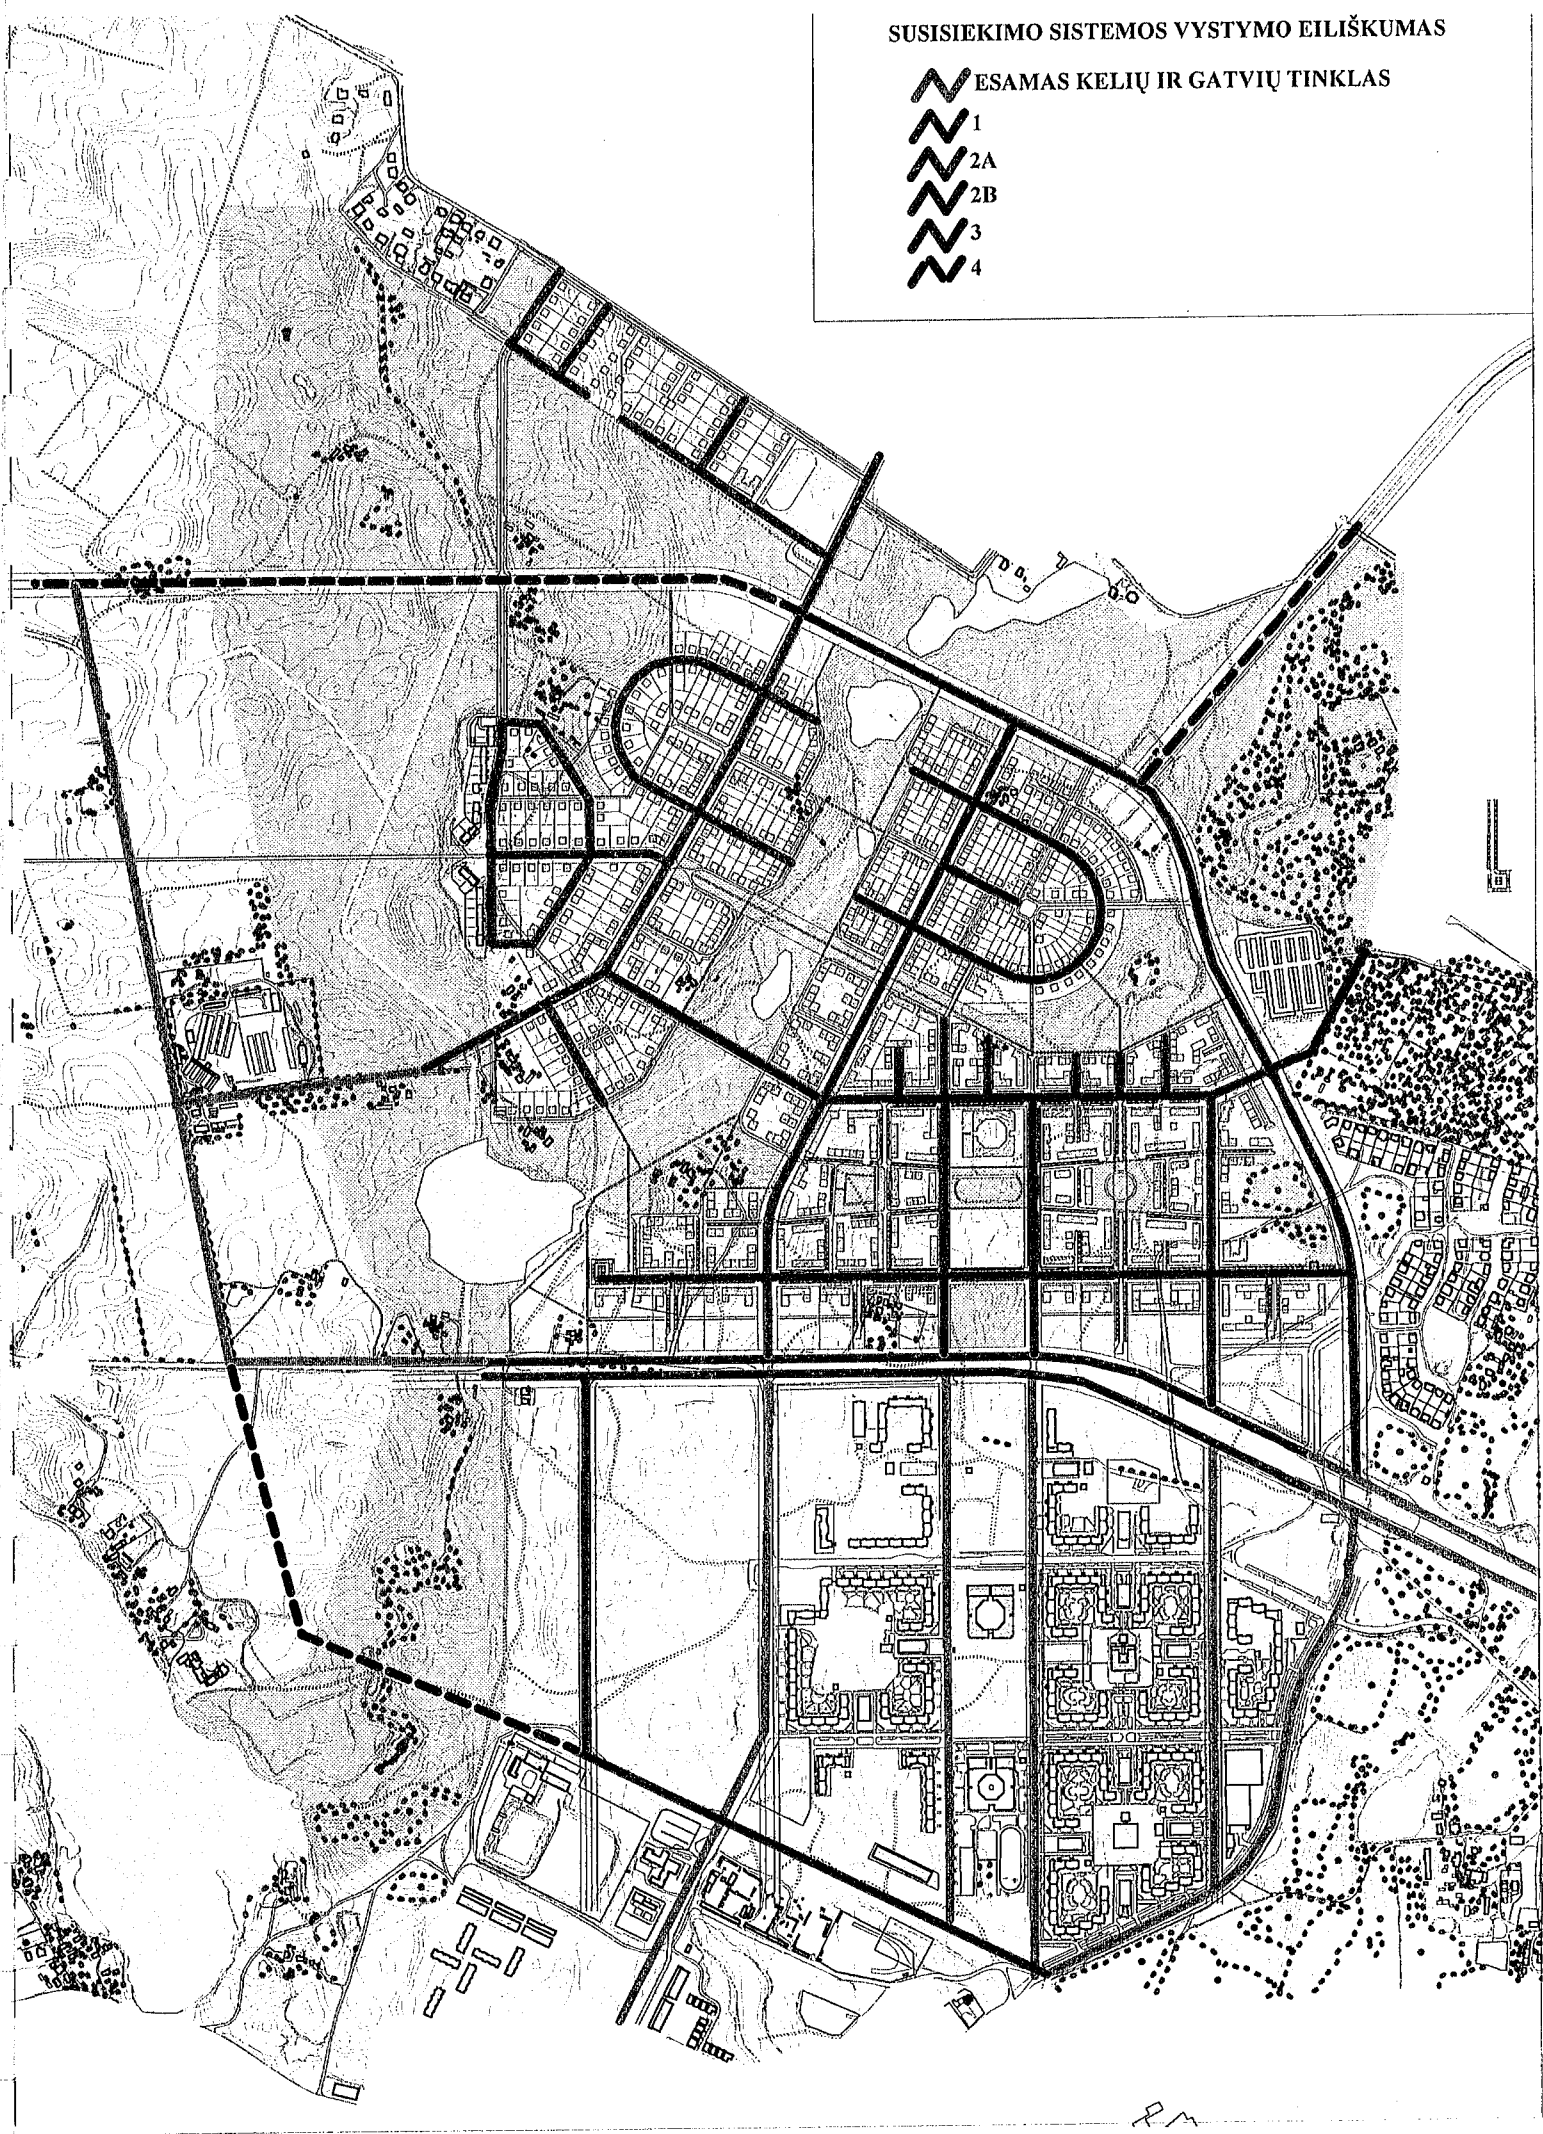 SUSISIEKIMO SISTEMOS VYSTYMO EILIŠKUMAS
ESAMAS KELIŲ IR GATVIŲ TINKLAS
1
2A
2B
3
4